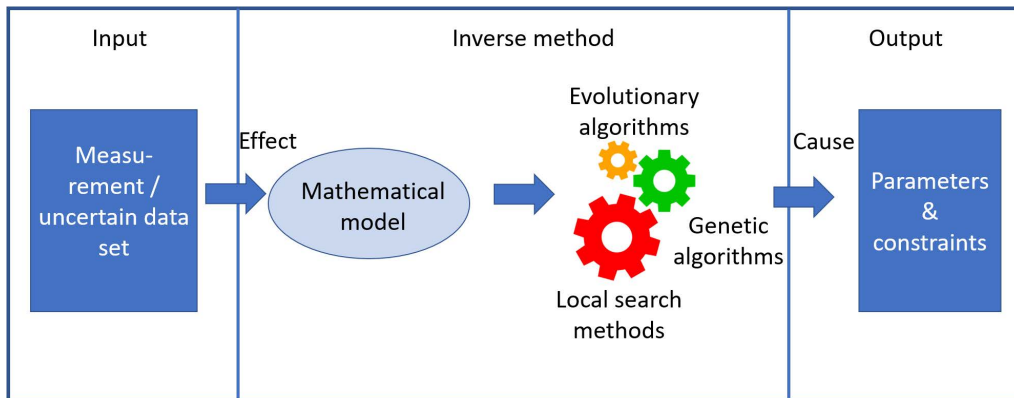 Input
Inverse method
Output
Measu-
rement /
uncertain data
set
Effect
Mathematical
model
Evolutionary
algorithms
Genetic
algorithms
Local search
methods
Cause
Parameters
&
constraints